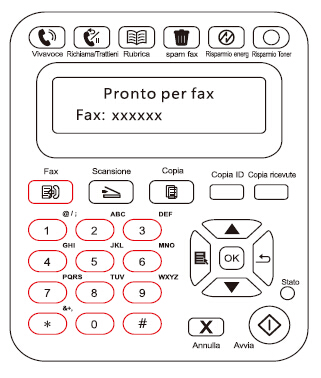 Vivavoce Richiama/Trattieni Rubrica spam fax Risparmio energ Risparmio Toner
Pronto per fax
Fax: xxxxxx
Fax Scansione Copia Copia ID Copia ricevute
@ / ; ABC DEF
1 2 3
GHI JKL MNO
4 5 6
OK
PQRS TUV WXYZ
7 8 9
Stato
&+,
* 0 #
X
Annulla Avvia